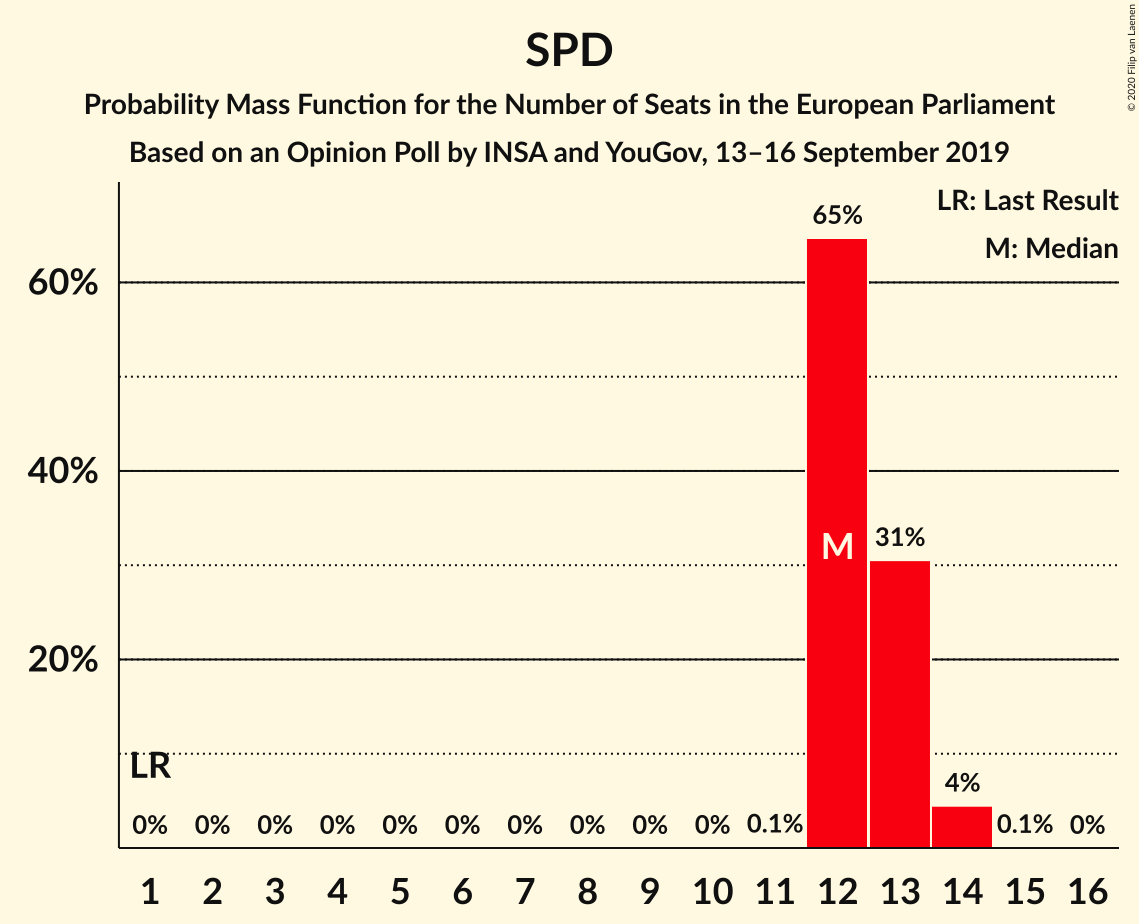 SPD
Probability Mass Function for the Number of Seats in the European Parliament
Based on an Opinion Poll by INSA and YouGov, 13–16 September 2019
© 2020 Filip van Laenen
LR: Last Result
M: Median
60%
40%
20%
65%
M
31%
4%
LR
0% 0% 0% 0% 0% 0% 0% 0% 0% 0% 0.1% 0.1% 0%
1 2 3 4 5 6 7 8 9 10 11 12 13 14 15 16